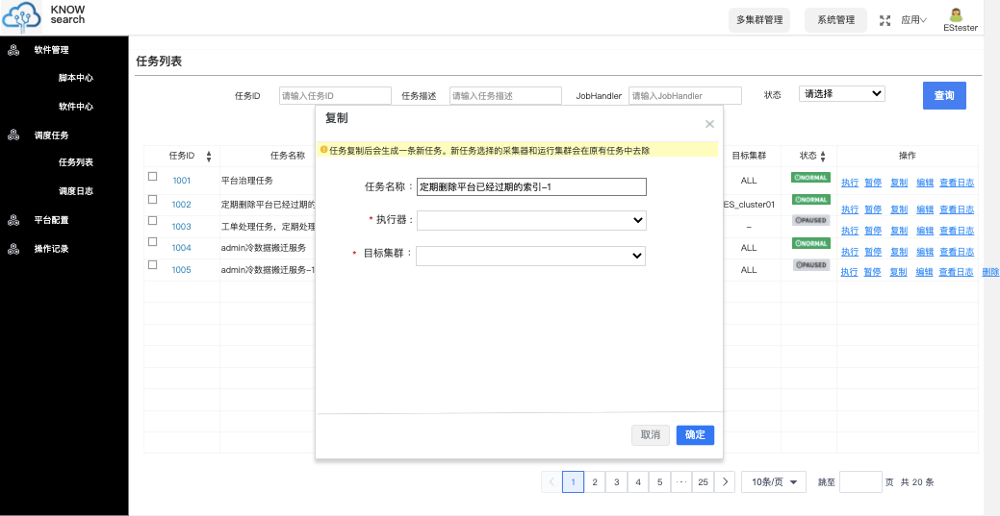 KNOW
search
多集群管理
系统管理
应用
EStester
软件管理
脚本中心
软件中心
调度任务
任务列表
调度日志
平台配置
操作记录
任务列表
任务ID
请输入任务ID
任务描述
请输入任务描述
JobHandler
请输入JobHandler
状态
请选择
查询
任务ID
任务名称
目标集群
状态
操作
1001
平台治理任务
ALL
NORMAL
执行 暂停 复制 编辑 查看日志
1002
定期删除平台已经过期的
ES_cluster01
NORMAL
执行 暂停 复制 编辑 查看日志
1003
工单处理任务，定期处理
–
PAUSED
执行 暂停 复制 编辑 查看日志
1004
admin冷数据搬迁服务
ALL
NORMAL
执行 暂停 复制 编辑 查看日志
1005
admin冷数据搬迁服务-1
ALL
PAUSED
执行 暂停 复制 编辑 查看日志 删除
复制
任务复制后会生成一条新任务。新任务选择的采集器和运行集群会在原有任务中去除
任务名称：
定期删除平台已经过期的索引-1
* 执行器：
* 目标集群：
取消
确定
1 2 3 4 5 ··· 25
10条/页
跳至
页 共 20 条